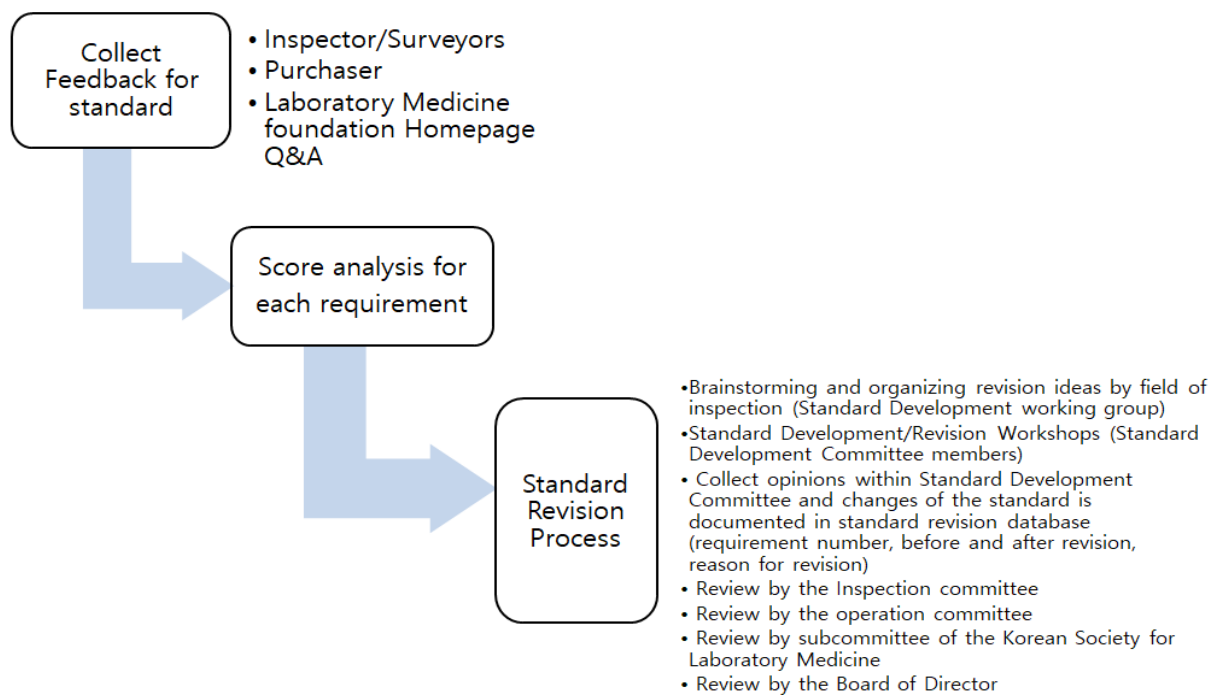 Collect
Feedback for
standard
• Inspector/Surveyors
• Purchaser
• Laboratory Medicine
foundation Homepage
Q&A
Score analysis for
each requirement
Standard
Revision
Process
•Brainstorming and organizing revision ideas by field of
inspection (Standard Development working group)
•Standard Development/Revision Workshops (Standard
Development Committee members)
• Collect opinions within Standard Development
Committee and changes of the standard is
documented in standard revision database
(requirement number, before and after revision,
reason for revision)
• Review by the Inspection committee
• Review by the operation committee
• Review by subcommittee of the Korean Society for
Laboratory Medicine
• Review by the Board of Director